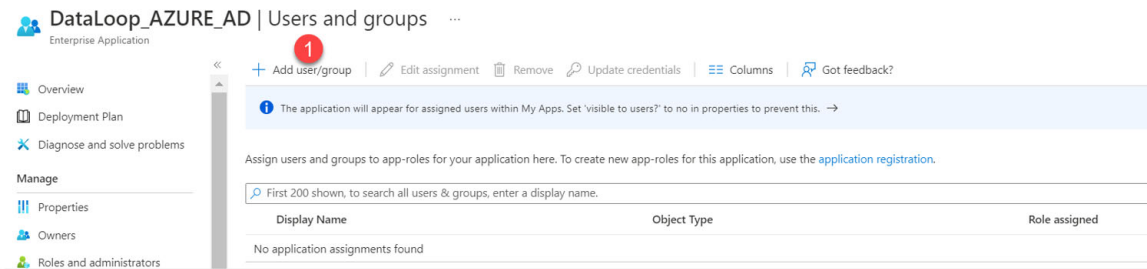 DataLoop_AZURE_AD | Users and groups ...
Enterprise Application
1
«
+ Add user/group | Edit assignment Remove Update credentials | Columns | Got feedback?
Overview
Deployment Plan
Diagnose and solve problems
Manage
Properties
Owners
Roles and administrators
The application will appear for assigned users within My Apps. Set 'visible to users?' to no in properties to prevent this. →
Assign users and groups to app-roles for your application here. To create new app-roles for this application, use the application registration.
First 200 shown, to search all users & groups, enter a display name.
Display Name Object Type Role assigned
No application assignments found